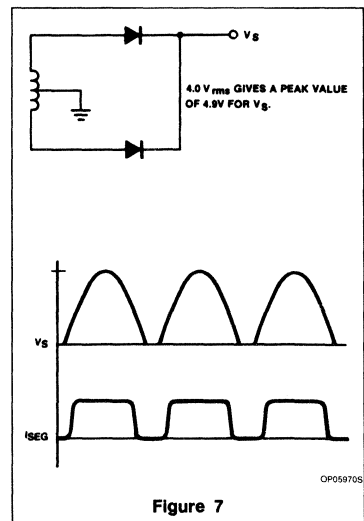 VS
4.0 Vrms GIVES A PEAK VALUE
OF 4.9V FOR VS.
VS
ISEG
OP05970S
Figure 7